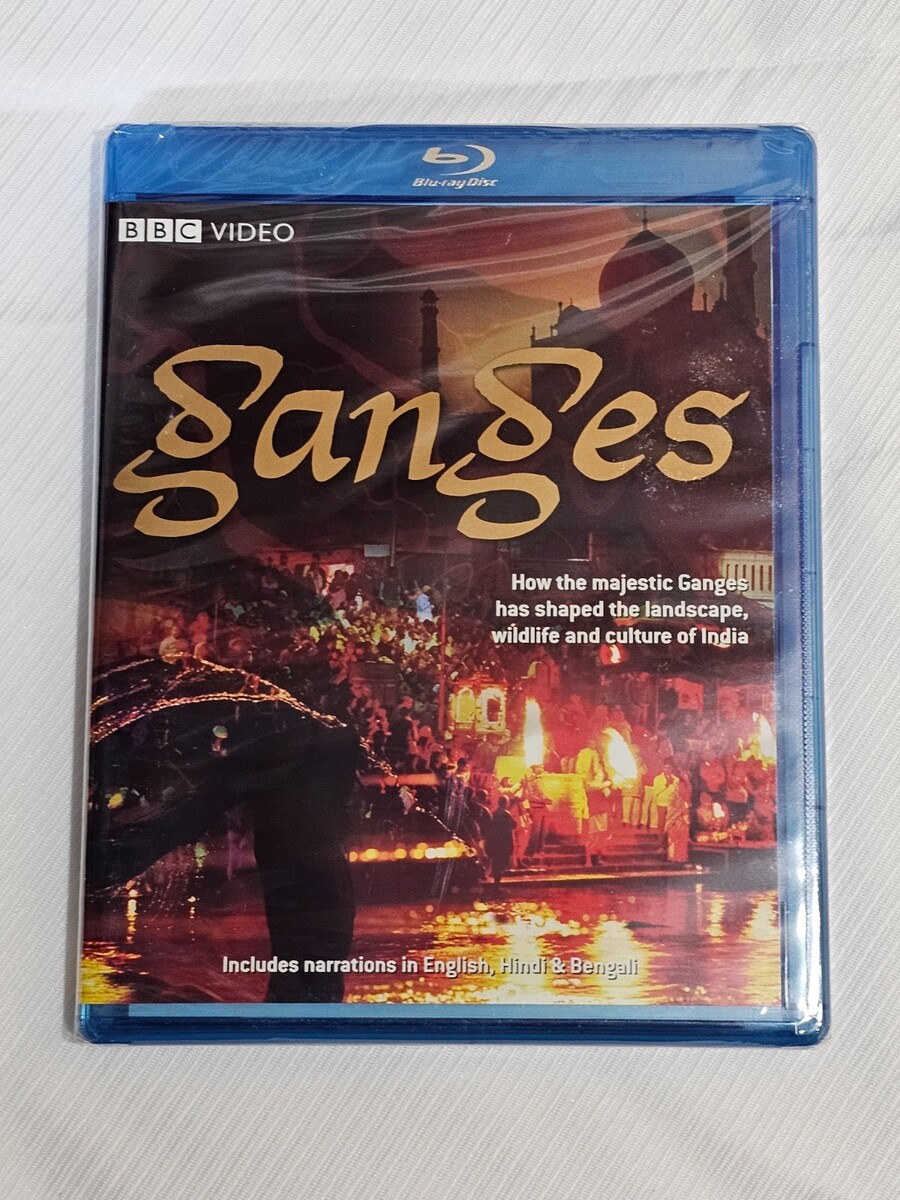 Blu-ray Disc
BBC VIDEO
ganges
How the majestic Ganges
has shaped the landscape,
wildlife and culture of India
Includes narrations in English, Hindi & Bengali